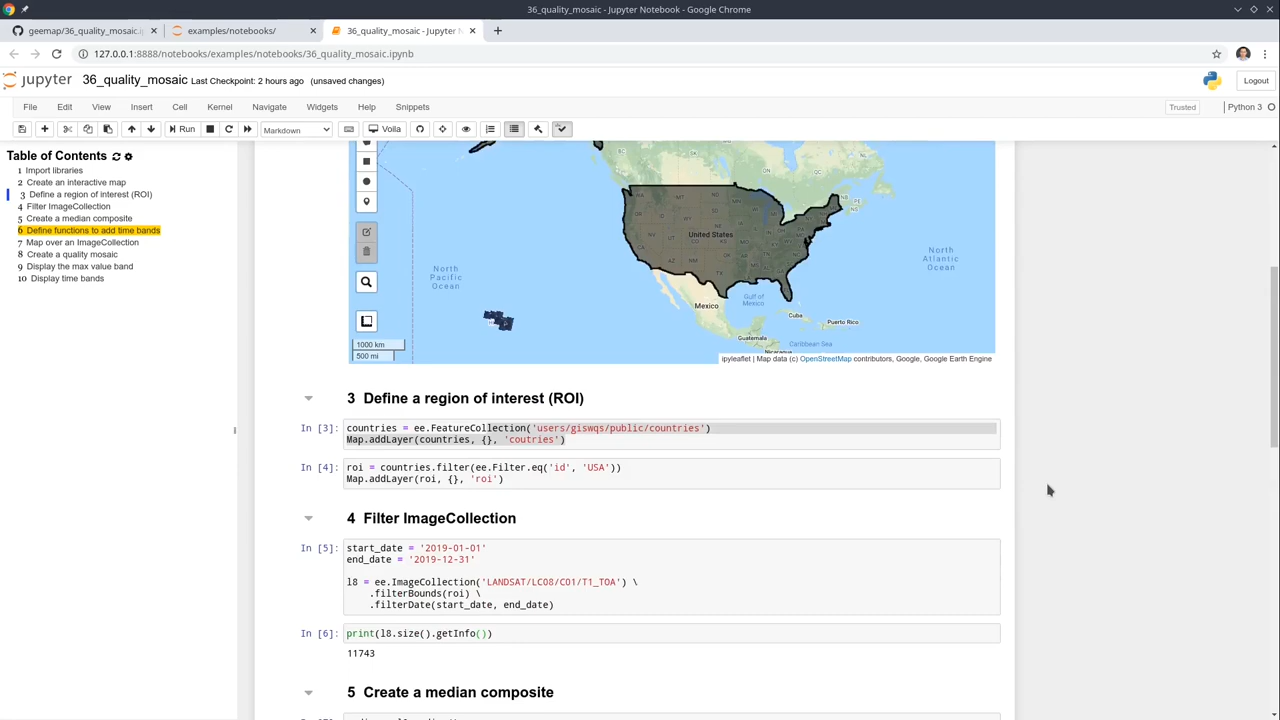 36_quality_mosaic - Jupyter Notebook - Google Chrome
geemap/36_quality_mosaic.i
examples/notebooks/
36_quality_mosaic - Jupyter N
127.0.0.1:8888/notebooks/examples/notebooks/36_quality_mosaic.ipynb
jupyter 36_quality_mosaic Last Checkpoint: 2 hours ago (unsaved changes)
Logout
File Edit View Insert Cell Kernel Navigate Widgets Help Snippets
Trusted
Python 3
Run
Markdown
Voila
Table of Contents
1 Import libraries
2 Create an interactive map
3 Define a region of interest (ROI)
4 Filter ImageCollection
5 Create a median composite
6 Define functions to add time bands
7 Map over an ImageCollection
8 Create a quality mosaic
9 Display the max value band
10 Display time bands
ON
QC
NB
PE
NS
United States
North
Pacific
Ocean
North
Atlantic
Ocean
Gulf of
Mexico
Mexico
Cuba
Puerto Rico
Guatemala
Caribbean Sea
Nicaragua
1000 km
500 mi
ipyleaflet | Map data (c) OpenStreetMap contributors, Google, Google Earth Engine
3 Define a region of interest (ROI)
In [3]: countries = ee.FeatureCollection('users/giswqs/public/countries')
Map.addLayer(countries, {}, 'coutries')
In [4]: roi = countries.filter(ee.Filter.eq('id', 'USA'))
Map.addLayer(roi, {}, 'roi')
4 Filter ImageCollection
In [5]: start_date = '2019-01-01'
end_date = '2019-12-31'
l8 = ee.ImageCollection('LANDSAT/LC08/C01/T1_TOA') \
.filterBounds(roi) \
.filterDate(start_date, end_date)
In [6]: print(l8.size().getInfo())
11743
5 Create a median composite